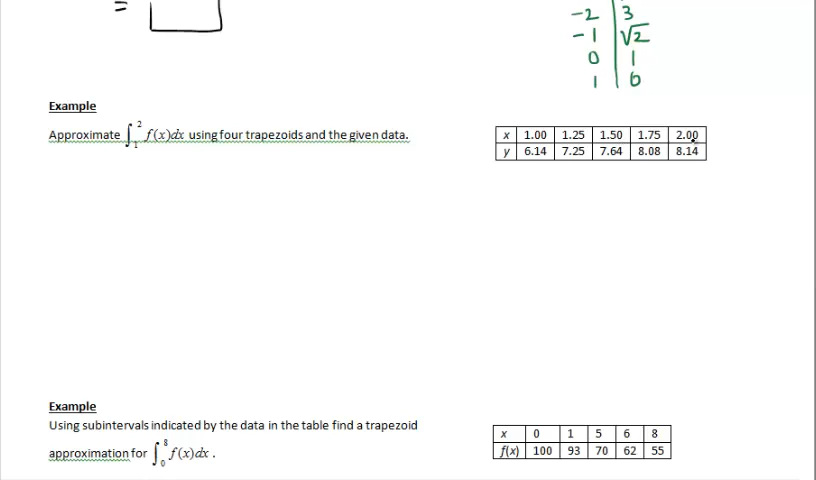 =
-2 3
-1 √2
0 1
1 0
Example
Approximate ∫₁² f(x)dx using four trapezoids and the given data.
x 1.00 1.25 1.50 1.75 2.00
y 6.14 7.25 7.64 8.08 8.14
Example
Using subintervals indicated by the data in the table find a trapezoid
approximation for ∫₀⁸ f(x)dx .
x 0 1 5 6 8
f(x) 100 93 70 62 55